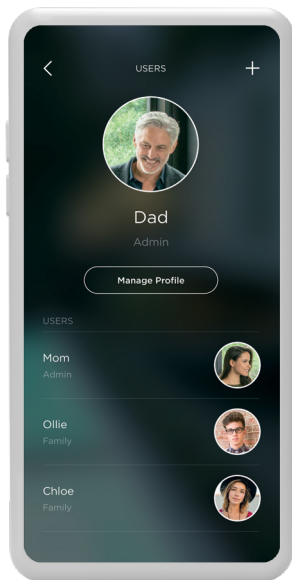 USERS
Dad
Admin
Manage Profile
USERS
Mom
Admin
Ollie
Family
Chloe
Family